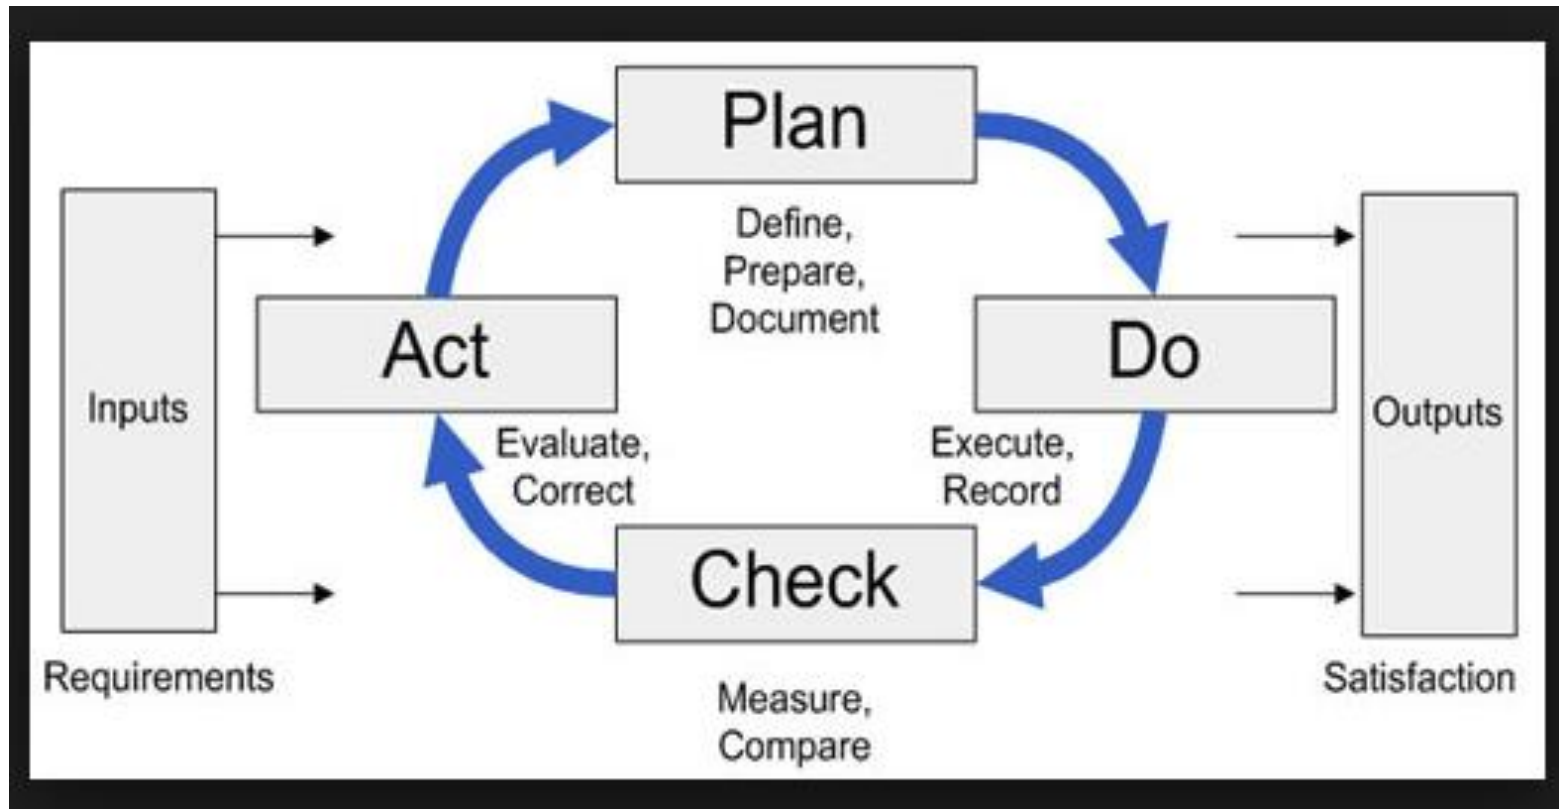 Plan
Define,
Prepare,
Document
Act
Do
Inputs
Outputs
Evaluate,
Correct
Execute,
Record
Check
Requirements
Satisfaction
Measure,
Compare